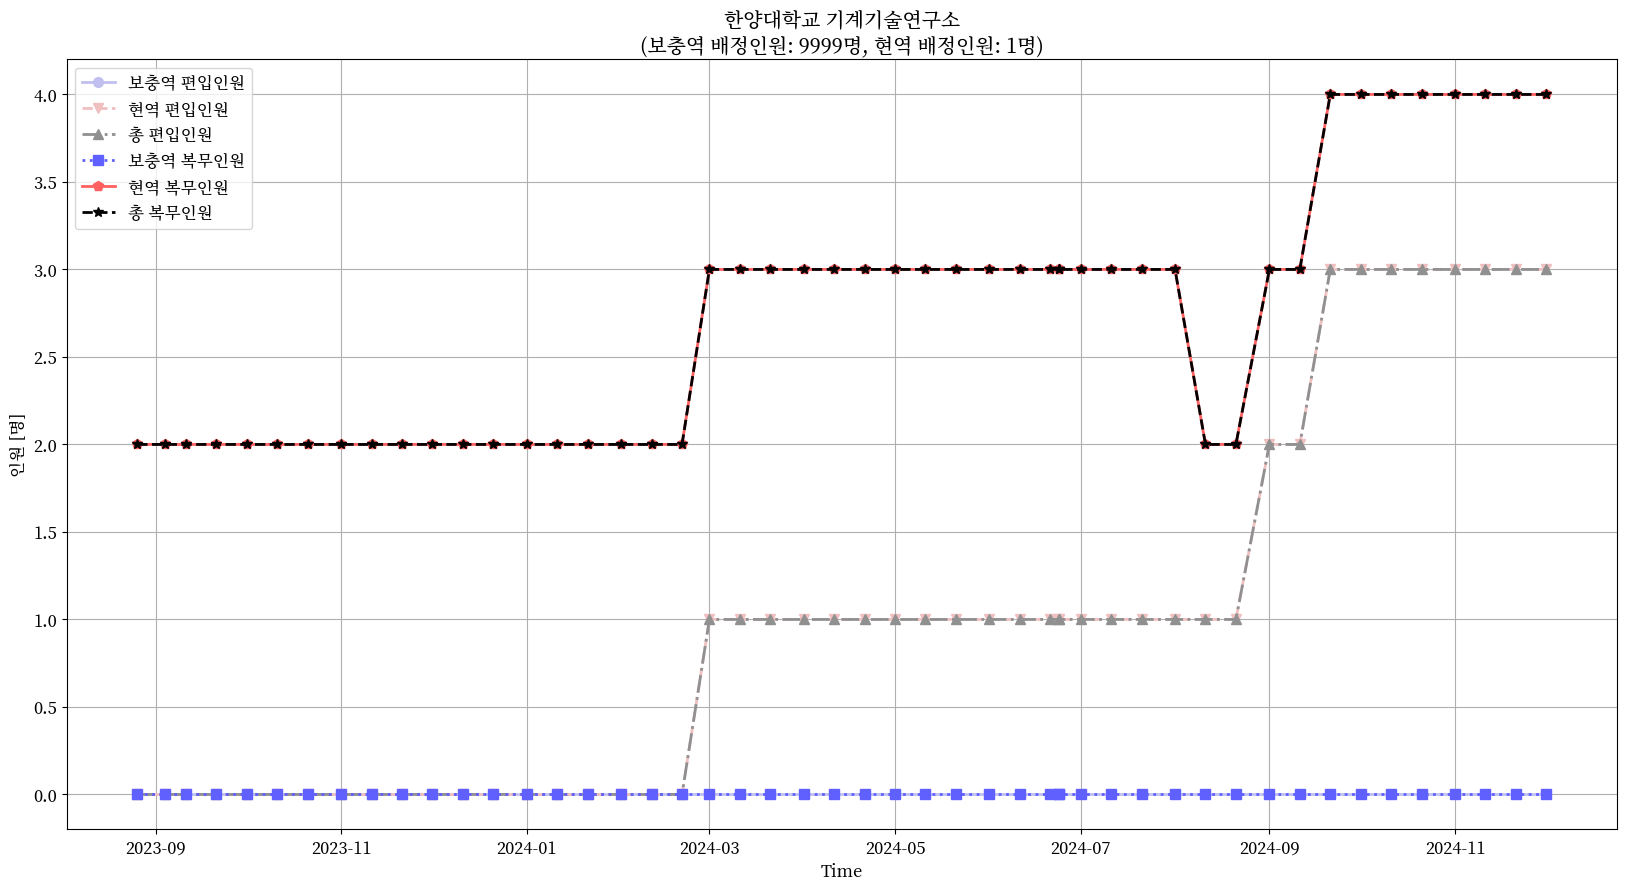 한양대학교 기계기술연구소
(보충역 배정인원: 9999명, 현역 배정인원: 1명)
보충역 편입인원
현역 편입인원
총 편입인원
보충역 복무인원
현역 복무인원
총 복무인원
4.0
3.5
3.0
2.5
2.0
1.5
1.0
0.5
0.0
인원 [명]
2023-09
2023-11
2024-01
2024-03
2024-05
2024-07
2024-09
2024-11
Time